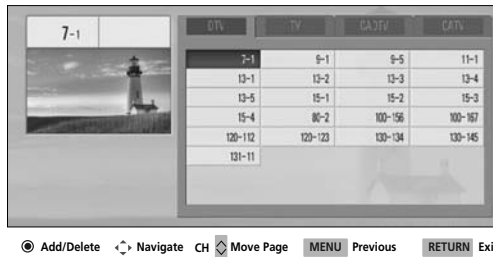 7-1
DTV TV CADTV CATV
7-1 9-1 9-5 11-1
13-1 13-2 13-3 13-4
13-5 15-1 15-2 15-3
15-4 80-2 100-156 100-167
120-112 120-123 130-134 130-145
131-11
Add/Delete Navigate CH Move Page MENU Previous RETURN Exi